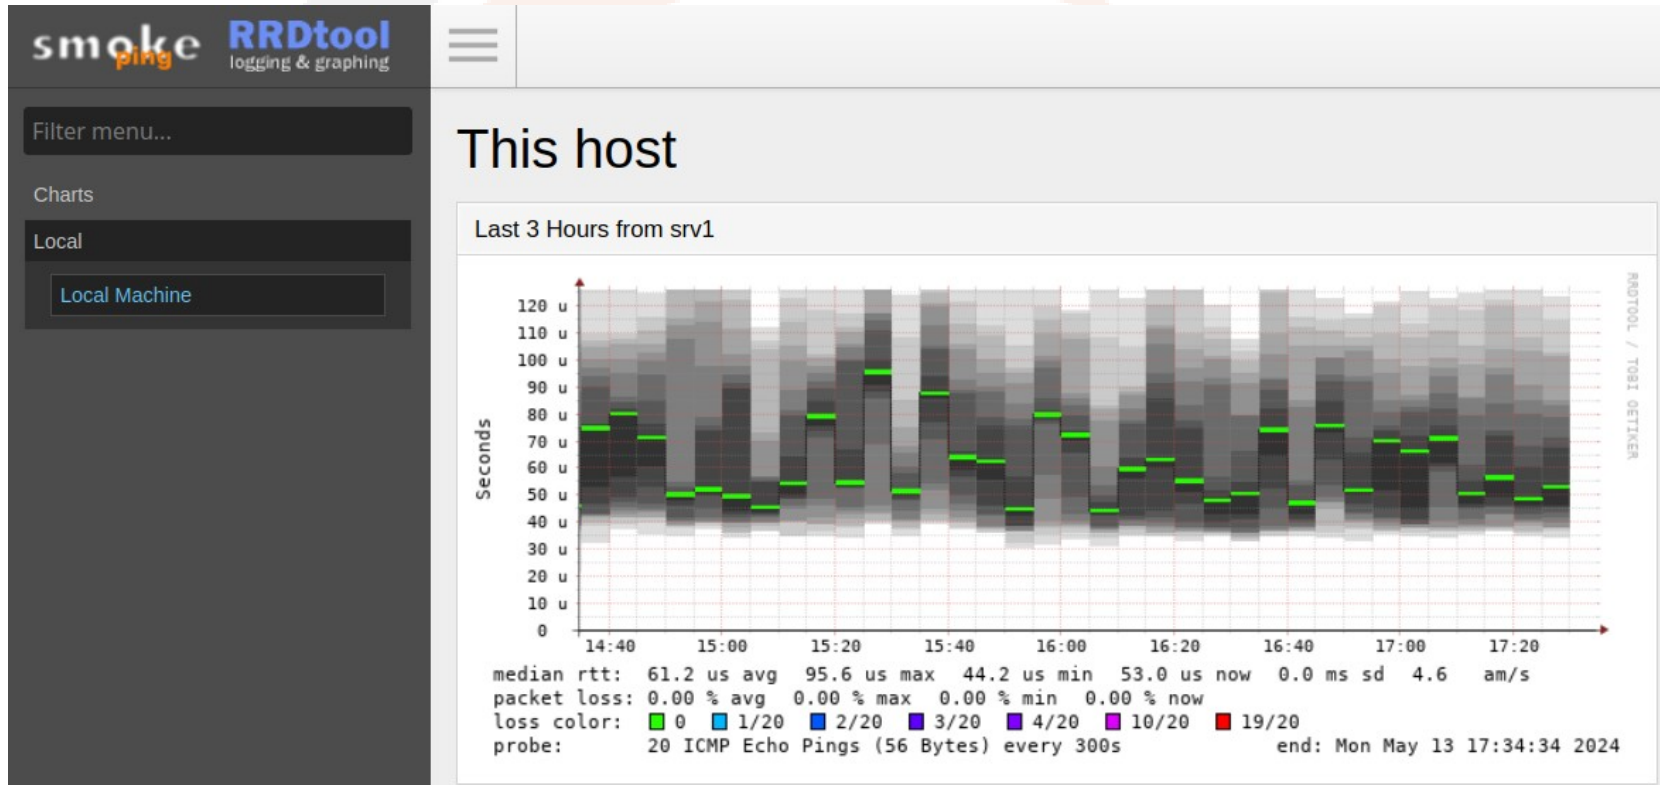 smokeping
RRDtool
logging & graphing
Filter menu...
Charts
Local
Local Machine
This host
Last 3 Hours from srv1
RRDTOOL / TOBI OETIKER
Seconds
120 u
110 u
100 u
90 u
80 u
70 u
60 u
50 u
40 u
30 u
20 u
10 u
0
14:40 15:00 15:20 15:40 16:00 16:20 16:40 17:00 17:20
median rtt: 61.2 us avg 95.6 us max 44.2 us min 53.0 us now 0.0 ms sd 4.6 am/s
packet loss: 0.00 % avg 0.00 % max 0.00 % min 0.00 % now
loss color: 0 1/20 2/20 3/20 4/20 10/20 19/20
probe: 20 ICMP Echo Pings (56 Bytes) every 300s end: Mon May 13 17:34:34 2024